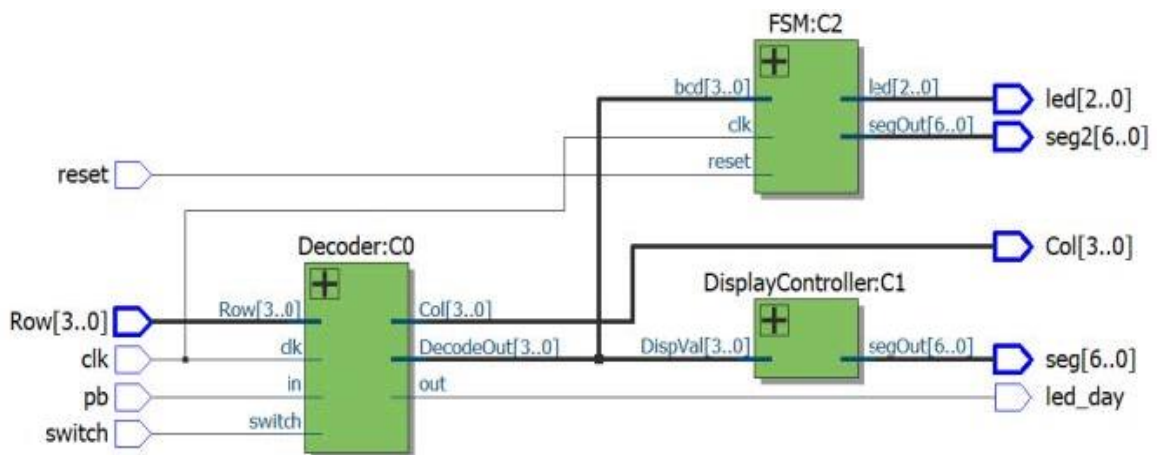 FSM:C2
bcd[3..0]
led[2..0]
led[2..0]
clk
segOut[6..0]
seg2[6..0]
reset
reset
Decoder:C0
Col[3..0]
DisplayController:C1
Row[3..0]
Row[3..0]
Col[3..0]
clk
clk
DecodeOut[3..0]
DispVal[3..0]
segOut[6..0]
seg[6..0]
pb
in
out
led_day
switch
switch